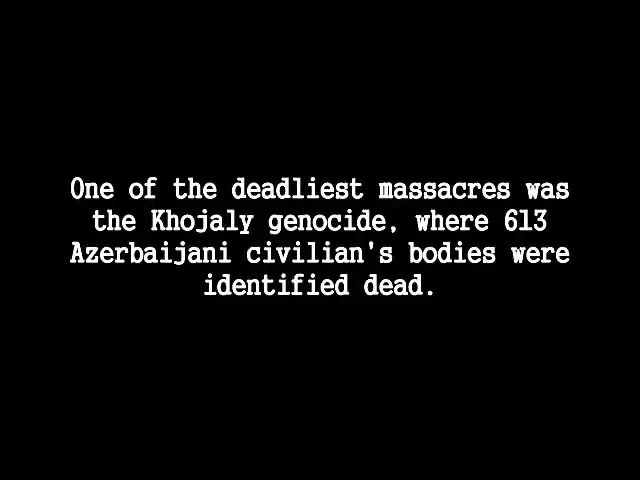 One of the deadliest massacres was
the Khojaly genocide, where 613
Azerbaijani civilian's bodies were
identified dead.